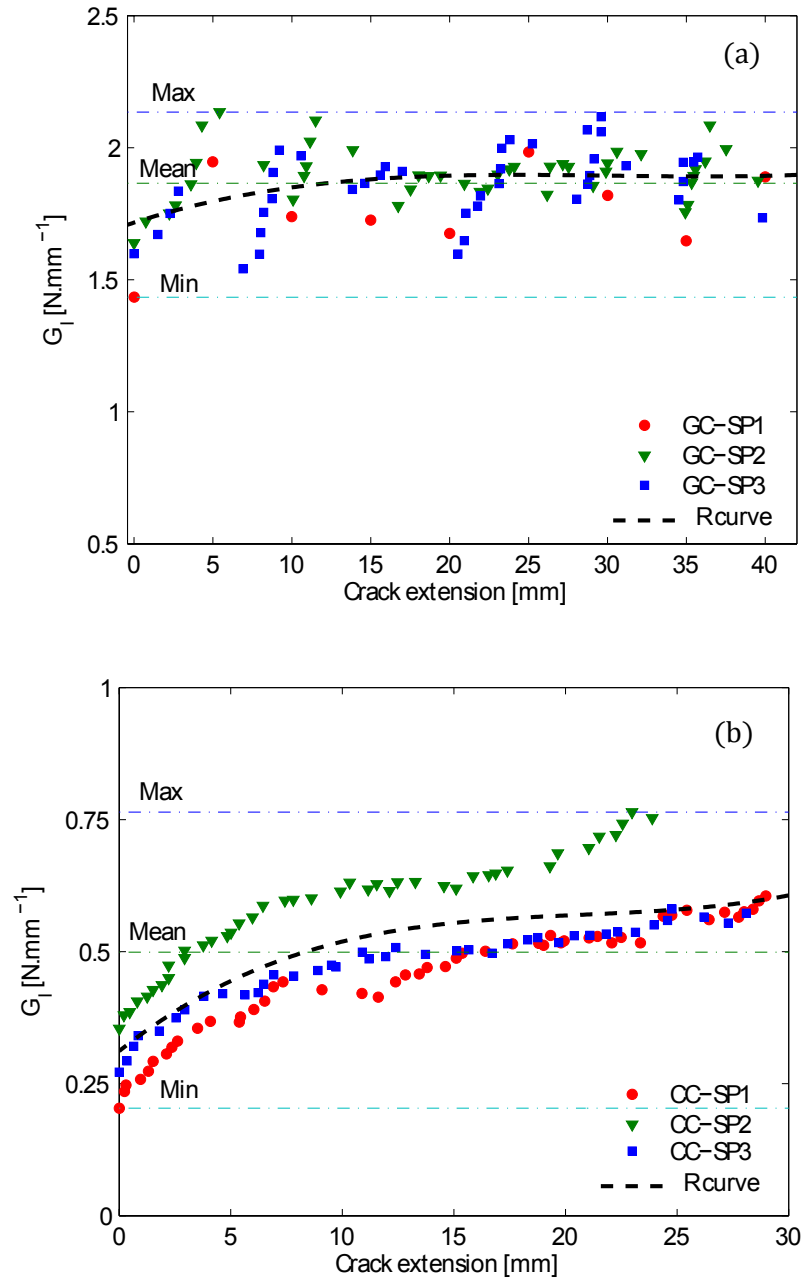 2.5
(a)
Max
2
Mean
1.5
Min
G_I [N.mm⁻¹]
1
GC−SP1
GC−SP2
GC−SP3
Rcurve
0.5
0 5 10 15 20 25 30 35 40
Crack extension [mm]
1
(b)
Max
0.75
Mean
0.5
G_I [N.mm⁻¹]
0.25
Min
CC−SP1
CC−SP2
CC−SP3
Rcurve
0
0 5 10 15 20 25 30
Crack extension [mm]